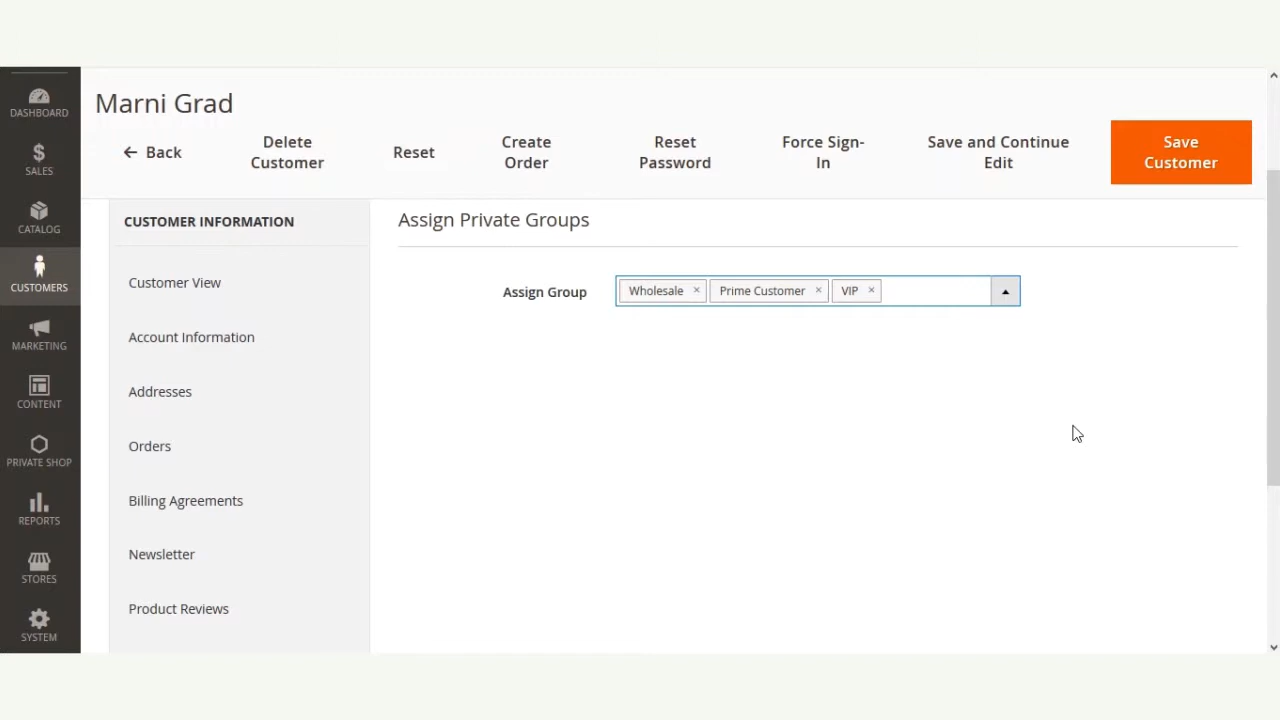 Marni Grad
Back
Delete
Customer
Reset
Create
Order
Reset
Password
Force Sign-
In
Save and Continue
Edit
Save
Customer
DASHBOARD
SALES
CATALOG
CUSTOMERS
MARKETING
CONTENT
PRIVATE SHOP
REPORTS
STORES
SYSTEM
CUSTOMER INFORMATION
Customer View
Account Information
Addresses
Orders
Billing Agreements
Newsletter
Product Reviews
Assign Private Groups
Assign Group Wholesale × Prime Customer × VIP ×